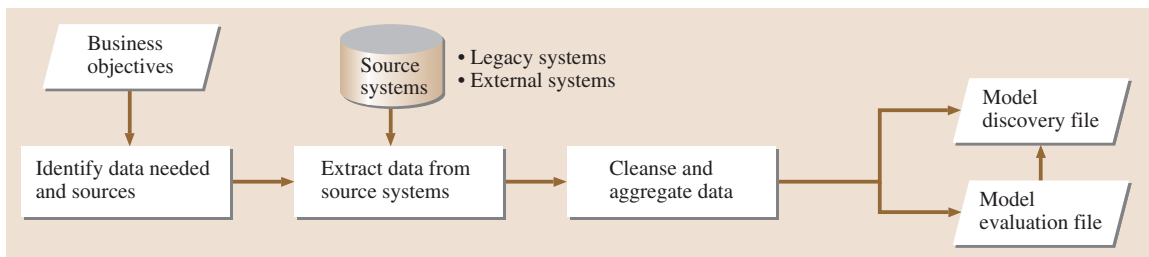 Business
objectives
Source
systems
• Legacy systems
• External systems
Identify data needed
and sources
Extract data from
source systems
Cleanse and
aggregate data
Model
discovery file
Model
evaluation file